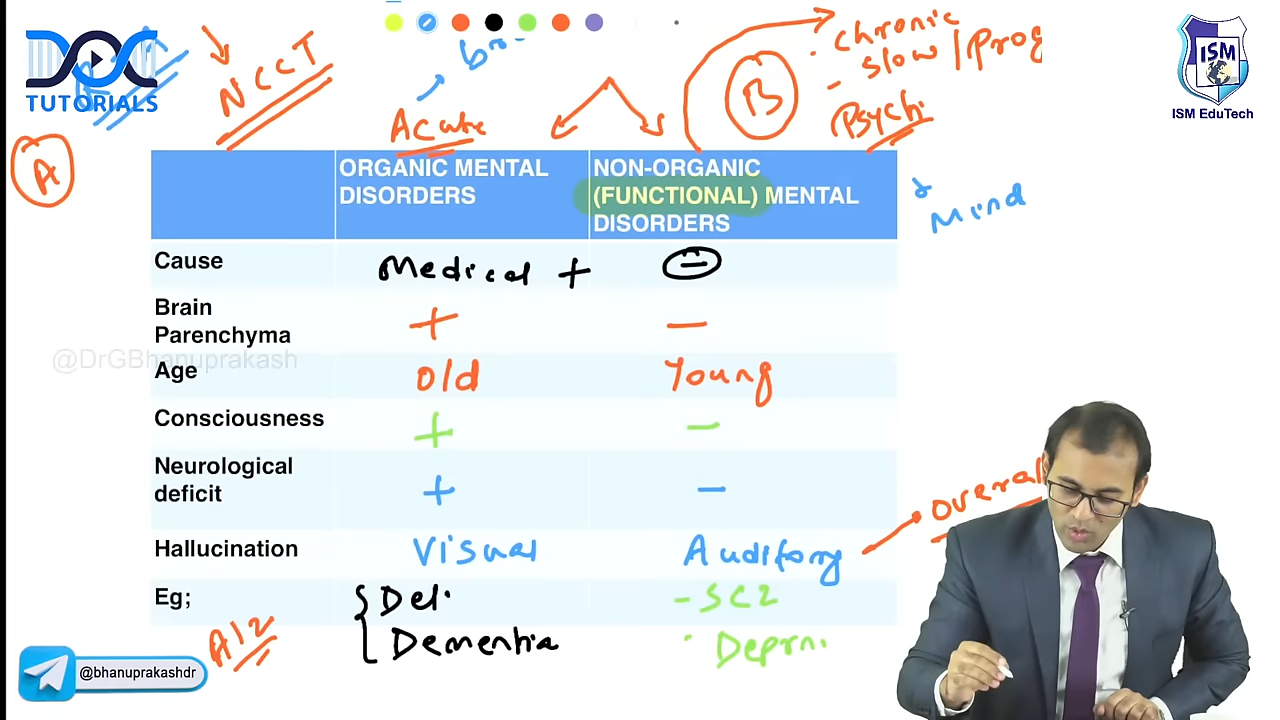 DOC
TUTORIALS
NCCT
Acute
B
chronic
slow / Prog
Psych.
ISM
ISM EduTech
A
ORGANIC MENTAL DISORDERS
NON-ORGANIC (FUNCTIONAL) MENTAL DISORDERS
Mind
Cause
Medical +
-
Brain Parenchyma
+
-
@DrGBhanuprakash
Age
old
Young
Consciousness
+
-
Neurological deficit
+
-
Hallucination
Visual
Auditory
Overall
Eg;
Del.
- SCZ
Dementia
Alz
@bhanuprakashdr